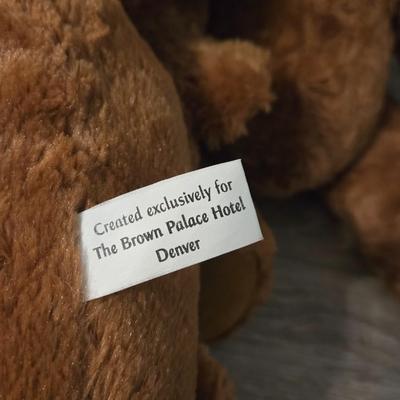 Created exclusively for
The Brown Palace Hotel
Denver